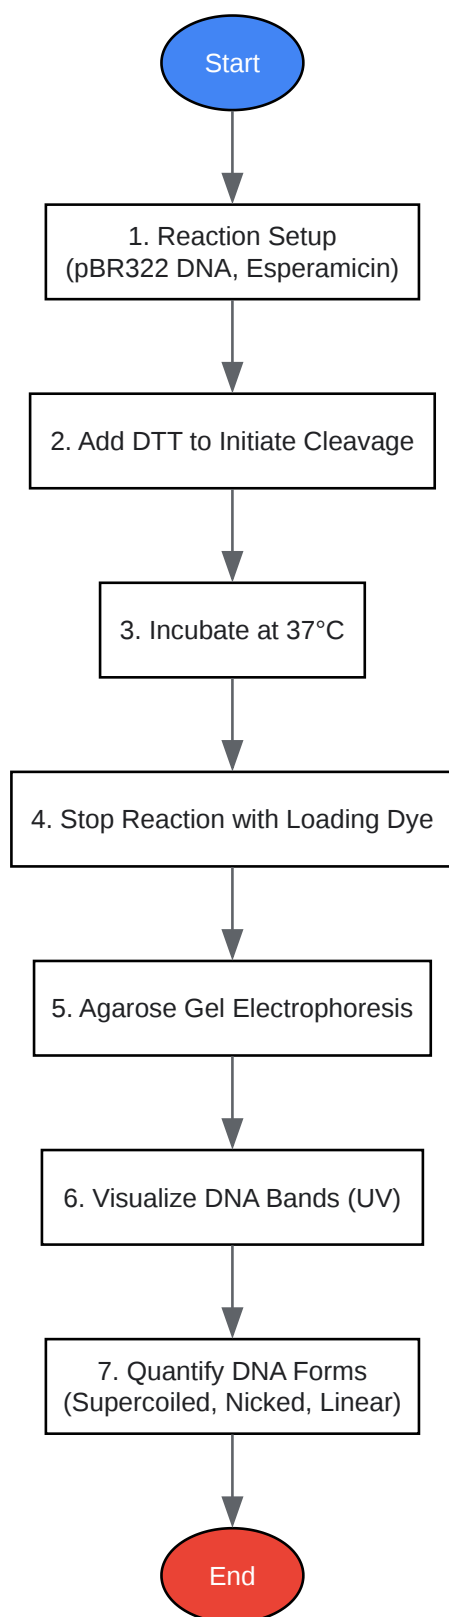 Start
1. Reaction Setup
(pBR322 DNA, Esperamicin)
2. Add DTT to Initiate Cleavage
3. Incubate at 37°C
4. Stop Reaction with Loading Dye
5. Agarose Gel Electrophoresis
6. Visualize DNA Bands (UV)
7. Quantify DNA Forms
(Supercoiled, Nicked, Linear)
End